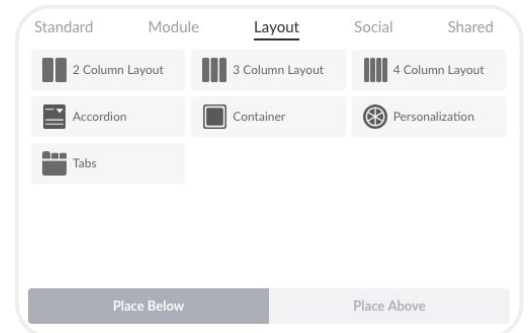 Standard Module Layout Social Shared
2 Column Layout 3 Column Layout 4 Column Layout
Accordion Container Personalization
Tabs
Place Below Place Above